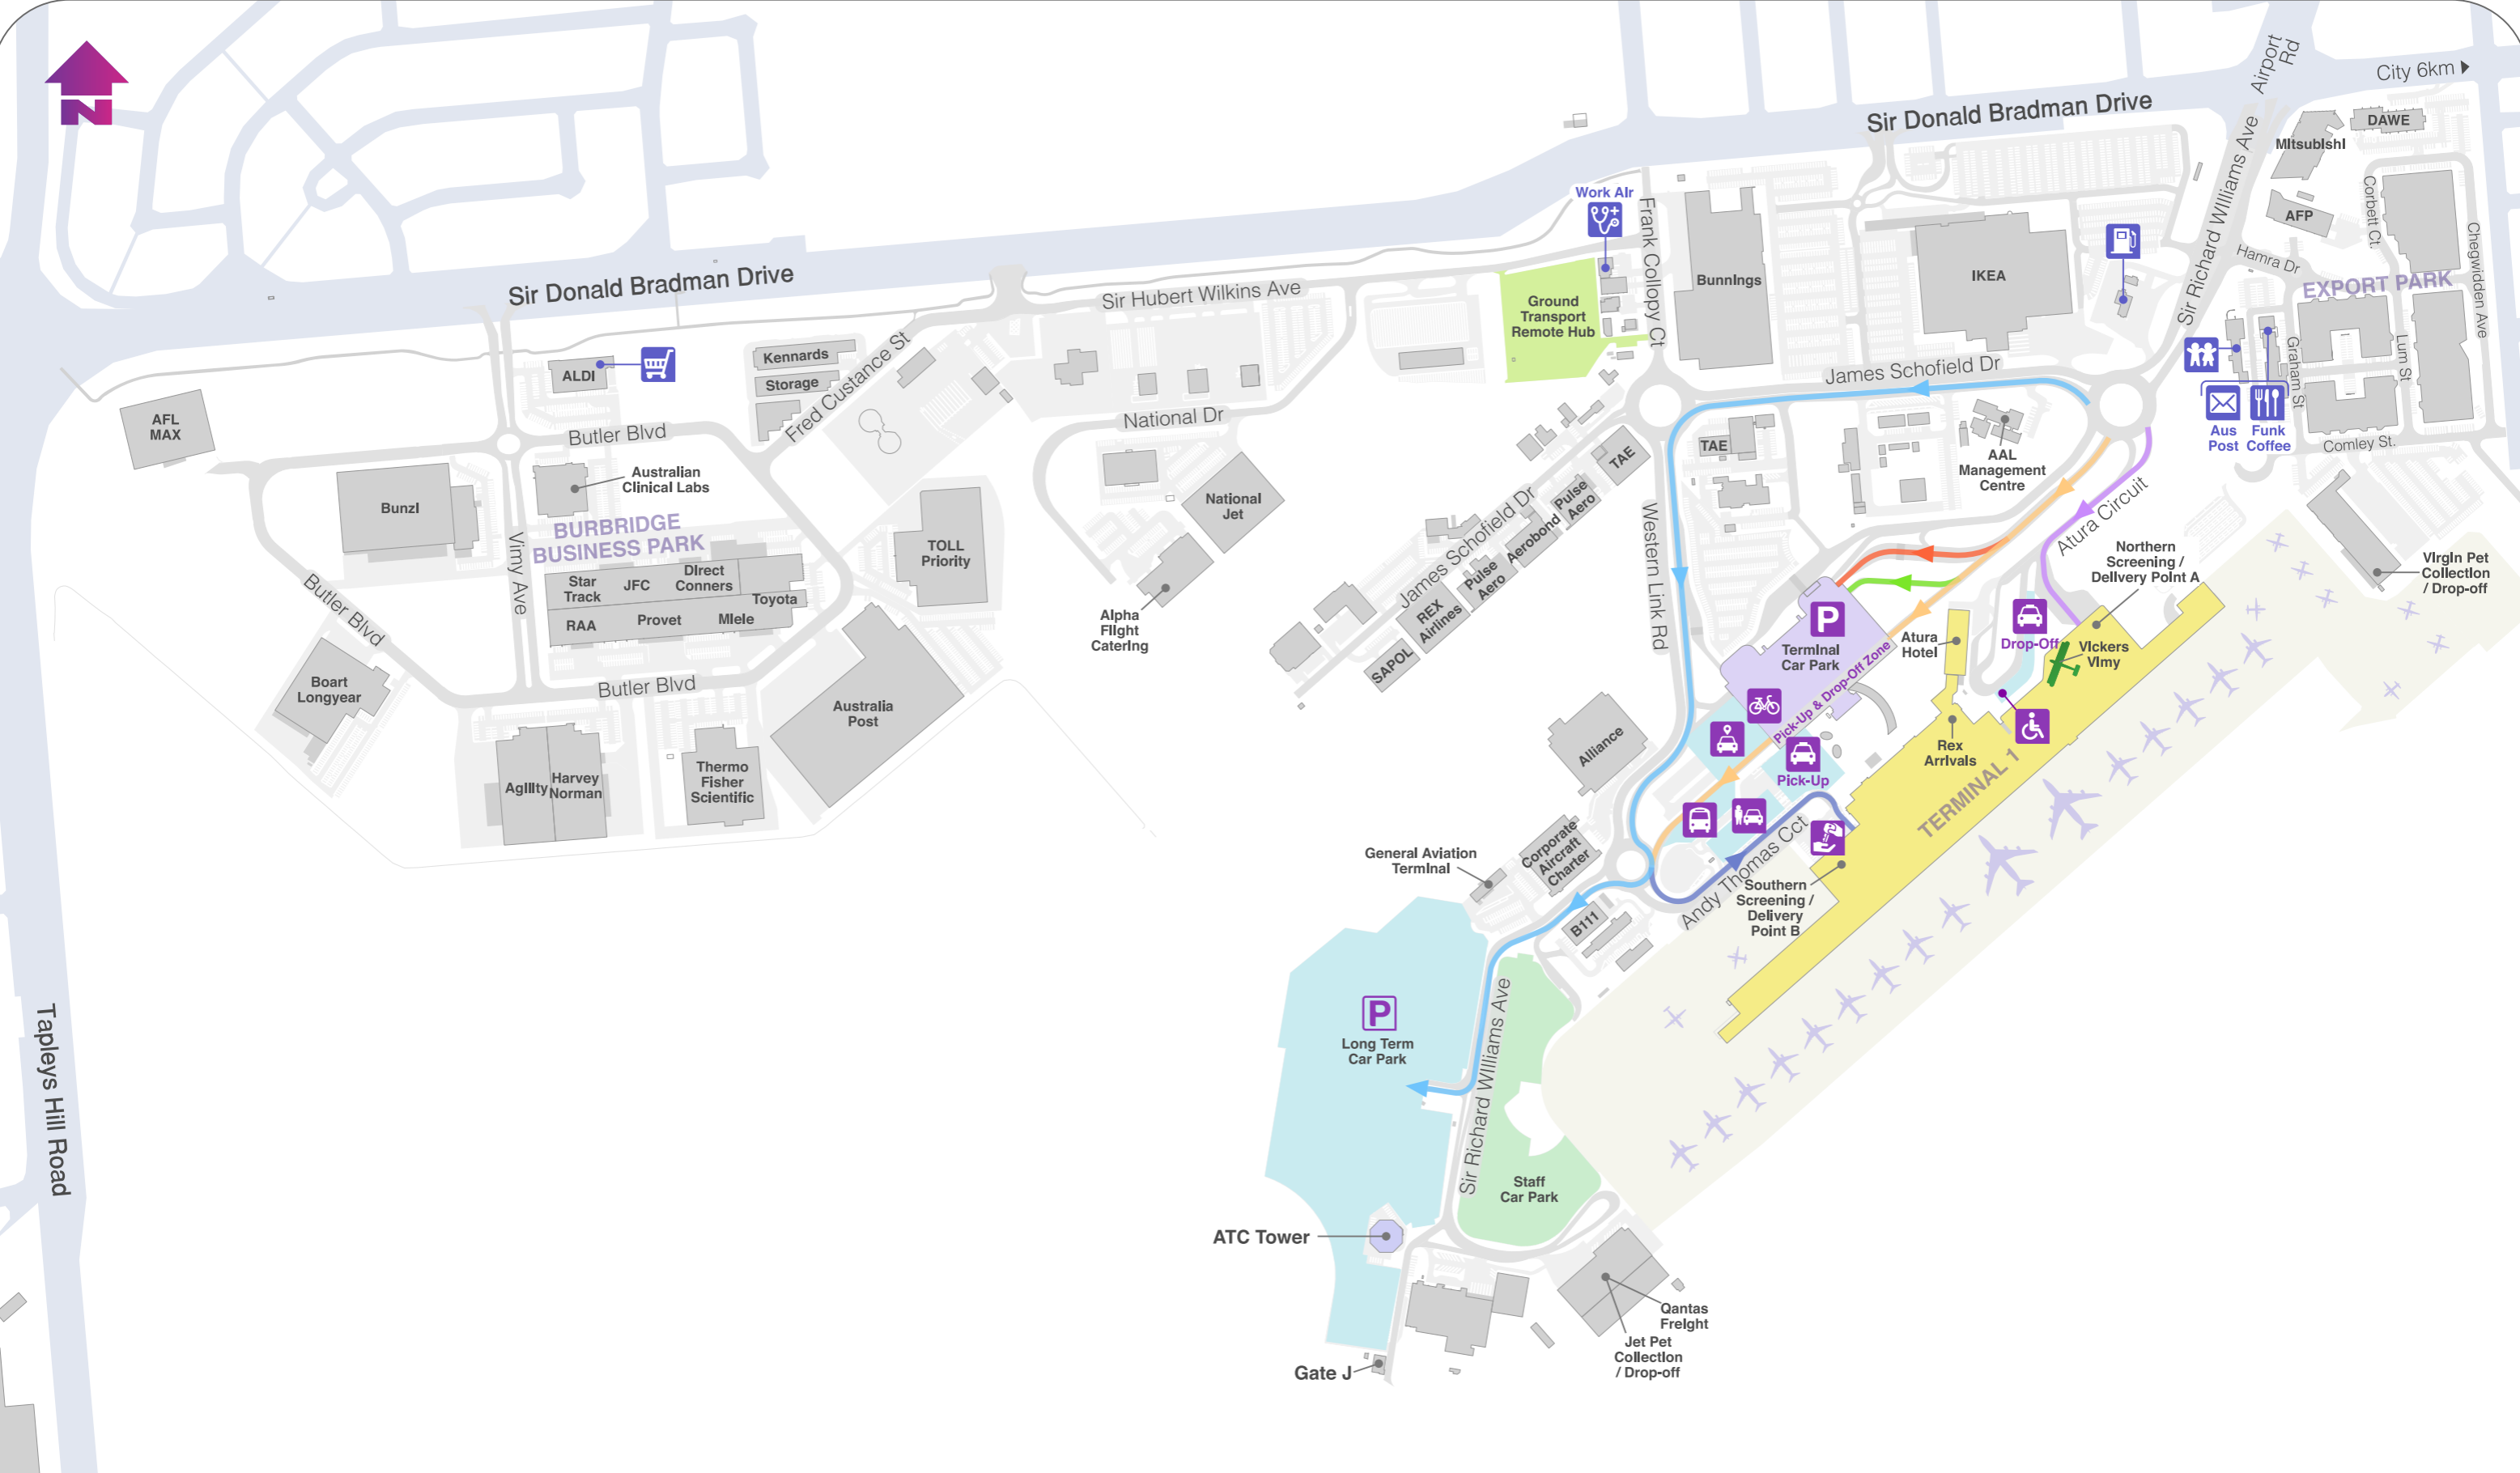 N
Airport
Rd
City 6km
Sir Donald Bradman Drive
Sir Richard Williams Ave
DAWE
Mitsubishi
AFP
Corbett Ct.
Chegwidden Ave
Hamra Dr
EXPORT PARK
Graham St
Lum St
Comley St.
Aus
Post
Funk
Coffee
Virgin Pet
Collection
/ Drop-off
Work Air
Frank Collopy Ct
Bunnings
IKEA
Ground
Transport
Remote Hub
James Schofield Dr
Sir Donald Bradman Drive
Sir Hubert Wilkins Ave
Fred Custance St
National Dr
Kennards
Storage
ALDI
AFL
MAX
Butler Blvd
Bunzl
Australian
Clinical Labs
BURBRIDGE
BUSINESS PARK
Vimy Ave
Star
Track
JFC
Direct
Conners
Toyota
RAA
Provet
Miele
Butler Blvd
Boart
Longyear
Butler Blvd
Agility
Harvey
Norman
Thermo
Fisher
Scientific
Australia
Post
TOLL
Priority
National
Jet
Alpha
Flight
Catering
TAE
Pulse
Aero
Aerobond
Pulse
Aero
REX
Airlines
SAPOL
James Schofield Dr
TAE
AAL
Management
Centre
Western Link Rd
Atura Circuit
Northern
Screening /
Delivery Point A
P
Terminal
Car Park
Pick-Up & Drop-Off Zone
Atura
Hotel
Drop-Off
Vickers
Vimy
Rex
Arrivals
TERMINAL 1
Pick-Up
Alliance
Andy Thomas Cct
Southern
Screening /
Delivery
Point B
Corporate
Aircraft
Charter
General Aviation
Terminal
B111
P
Long Term
Car Park
Sir Richard Williams Ave
Staff
Car Park
ATC Tower
Gate J
Qantas
Freight
Jet Pet
Collection
/ Drop-off
Tapleys Hill Road